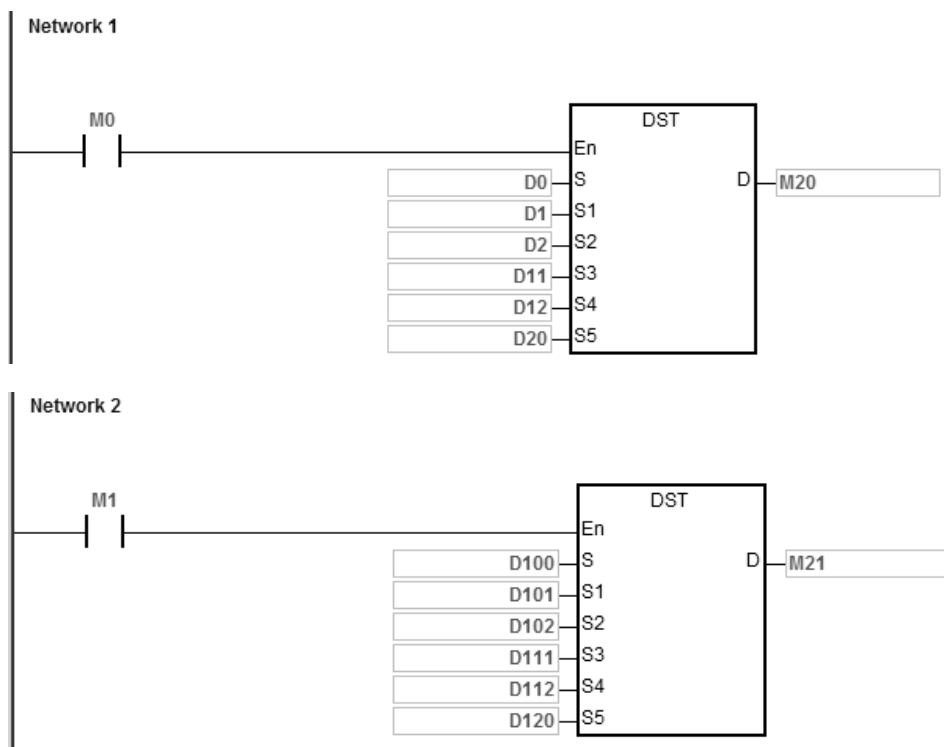 Network 1
M0
DST
En
D0 S D M20
D1 S1
D2 S2
D11 S3
D12 S4
D20 S5
Network 2
M1
DST
En
D100 S D M21
D101 S1
D102 S2
D111 S3
D112 S4
D120 S5